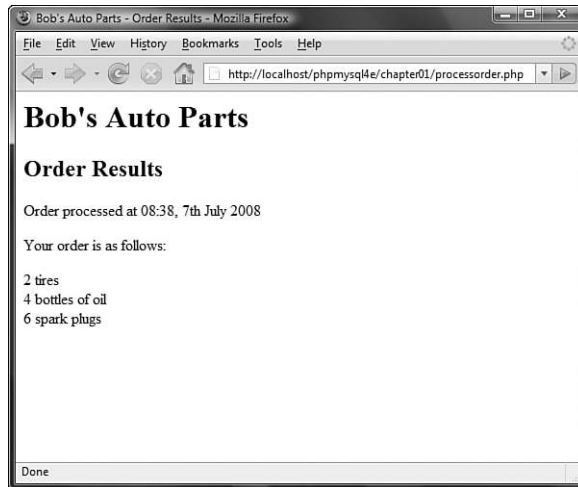 Bob's Auto Parts - Order Results - Mozilla Firefox
File Edit View History Bookmarks Tools Help
http://localhost/phpmysql4e/chapter01/processorder.php
Bob's Auto Parts
Order Results
Order processed at 08:38, 7th July 2008
Your order is as follows:
2 tires
4 bottles of oil
6 spark plugs
Done